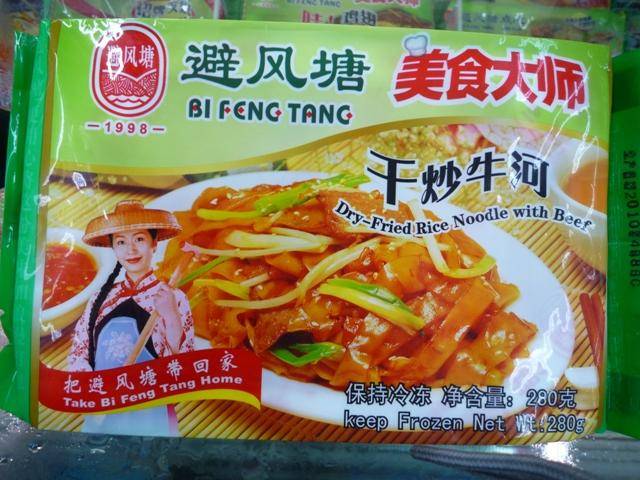 避风塘
1998
避风塘
BI FENG TANG
美食大师
干炒牛河
Dry-Fried Rice Noodle with Beef
把避风塘带回家
Take Bi Feng Tang Home
保持冷冻 净含量：280克
keep Frozen Net Wt:280g